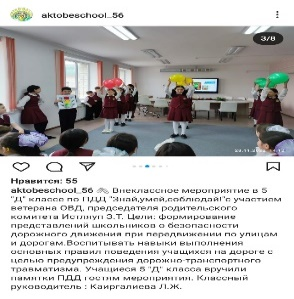 aktobeschool_56
3/8
Нравится: 55
aktobeschool_56 Внеклассное мероприятие в 5
"Д" классе по ПДД "Знай,умей,соблюдай!"с участием
ветерана ОВД, председателя родительского
комитета З.Т. Цели: формирование
представлений школьников о безопасности
дорожного движения при передвижении по улицам
и дорогам.Воспитывать навыки выполнения
основных правил поведения учащихся на дороге с
целью предупреждения дорожно-транспортного
травматизма. Учащиеся 5 "Д" класса вручили
памятки ПДД гостям мероприятия. Классный
руководитель : Каиргалиева Л.Ж.